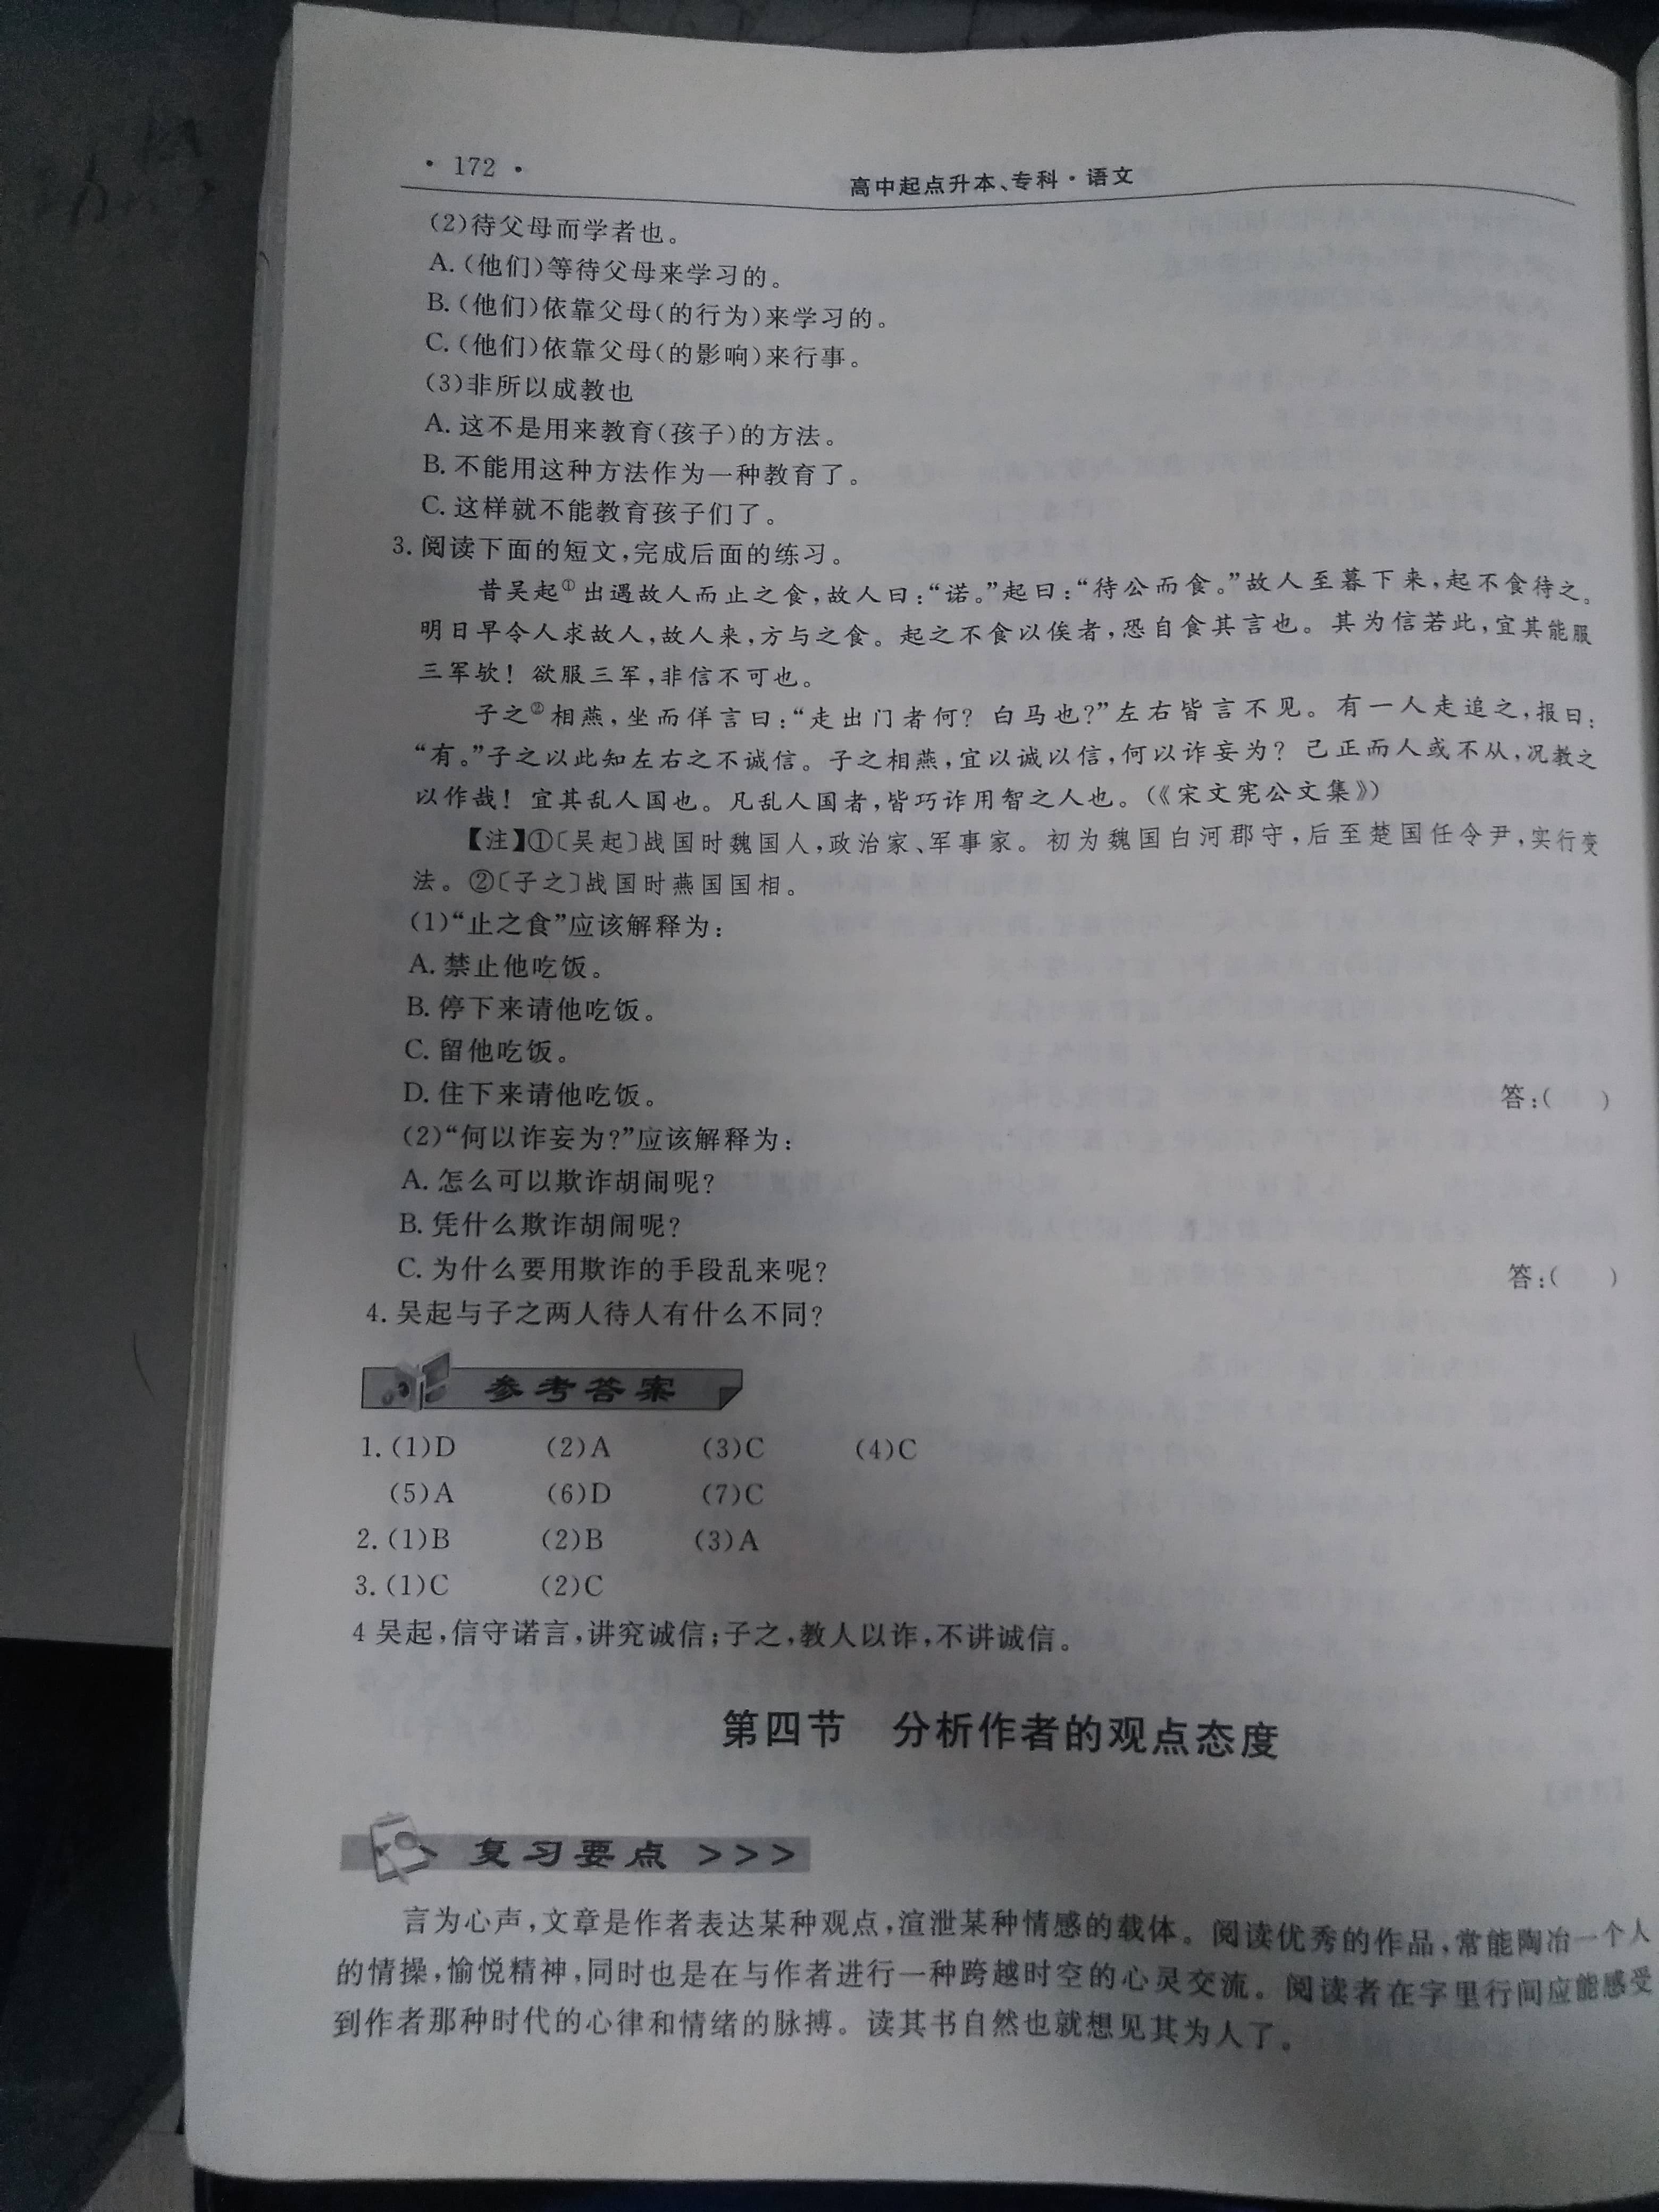 · 172 ·
高中起点升本、专科·语文
(2)待父母而学者也。
A.(他们)等待父母来学习的。
B.(他们)依靠父母(的行为)来学习的。
C.(他们)依靠父母(的影响)来行事。
(3)非所以成教也
A. 这不是用来教育(孩子)的方法。
B. 不能用这种方法作为一种教育了。
C. 这样就不能教育孩子们了。
3. 阅读下面的短文,完成后面的练习。
昔吴起①出遇故人而止之食,故人曰:“诺。”起曰:“待公而食。”故人至暮下来,起不食待之。
明日早令人求故人,故人来,方与之食。起之不食以俟者,恐自食其言也。其为信若此,宜其能服
三军欤!欲服三军,非信不可也。
子之②相燕,坐而佯言曰:“走出门者何?白马也?”左右皆言不见。有一人走追之,报曰:
“有。”子之以此知左右之不诚信。子之相燕,宜以诚以信,何以诈妄为?己正而人或不从,况教之
以作哉!宜其乱人国也。凡乱人国者,皆巧诈用智之人也。(《宋文宪公文集》)
【注】①〔吴起〕战国时魏国人,政治家、军事家。初为魏国白河郡守,后至楚国任令尹,实行变
法。②〔子之〕战国时燕国国相。
(1)“止之食”应该解释为:
A. 禁止他吃饭。
B. 停下来请他吃饭。
C. 留他吃饭。
D. 住下来请他吃饭。 答:( )
(2)“何以诈妄为?”应该解释为:
A. 怎么可以欺诈胡闹呢?
B. 凭什么欺诈胡闹呢?
C. 为什么要用欺诈的手段乱来呢? 答:( )
4. 吴起与子之两人待人有什么不同?
参考答案
1.(1)D (2)A (3)C (4)C
(5)A (6)D (7)C
2.(1)B (2)B (3)A
3.(1)C (2)C
4 吴起,信守诺言,讲究诚信;子之,教人以诈,不讲诚信。
第四节 分析作者的观点态度
复习要点 >>>
言为心声,文章是作者表达某种观点,渲泄某种情感的载体。阅读优秀的作品,常能陶冶一个人
的情操,愉悦精神,同时也是在与作者进行一种跨越时空的心灵交流。阅读者在字里行间应能感受
到作者那种时代的心律和情绪的脉搏。读其书自然也就想见其为人了。